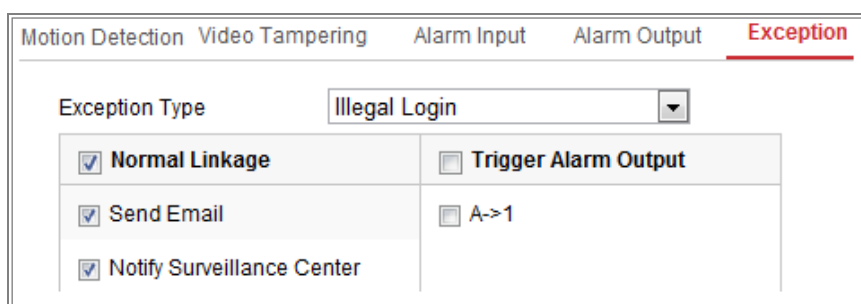 Motion Detection Video Tampering Alarm Input Alarm Output Exception
Exception Type Illegal Login
Normal Linkage Trigger Alarm Output
Send Email A->1
Notify Surveillance Center